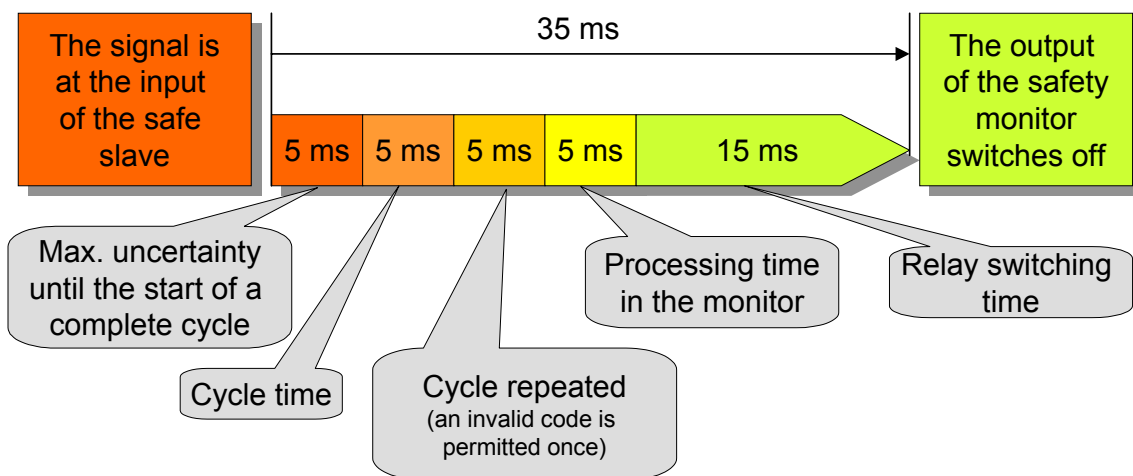 The signal is
at the input
of the safe
slave
35 ms
The output
of the safety
monitor
switches off
5 ms
5 ms
5 ms
5 ms
15 ms
Max. uncertainty
until the start of a
complete cycle
Cycle time
Cycle repeated
(an invalid code is
permitted once)
Processing time
in the monitor
Relay switching
time